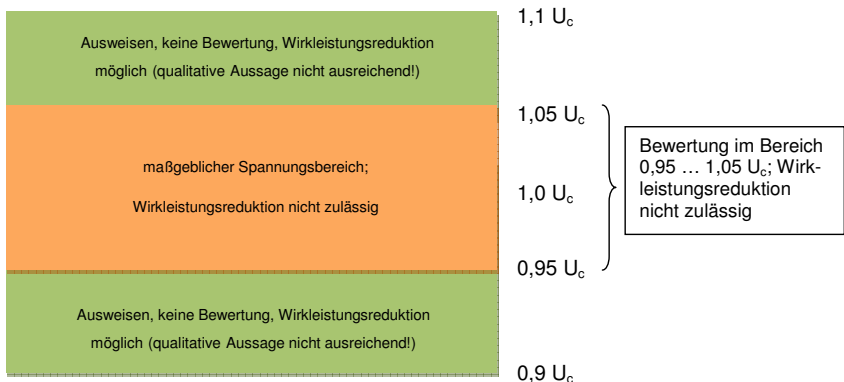 1,1 Uc
Ausweisen, keine Bewertung, Wirkleistungsreduktion
möglich (qualitative Aussage nicht ausreichend!)
1,05 Uc
maßgeblicher Spannungsbereich;
Wirkleistungsreduktion nicht zulässig
1,0 Uc
Bewertung im Bereich
0,95 … 1,05 Uc; Wirk-
leistungsreduktion
nicht zulässig
0,95 Uc
Ausweisen, keine Bewertung, Wirkleistungsreduktion
möglich (qualitative Aussage nicht ausreichend!)
0,9 Uc